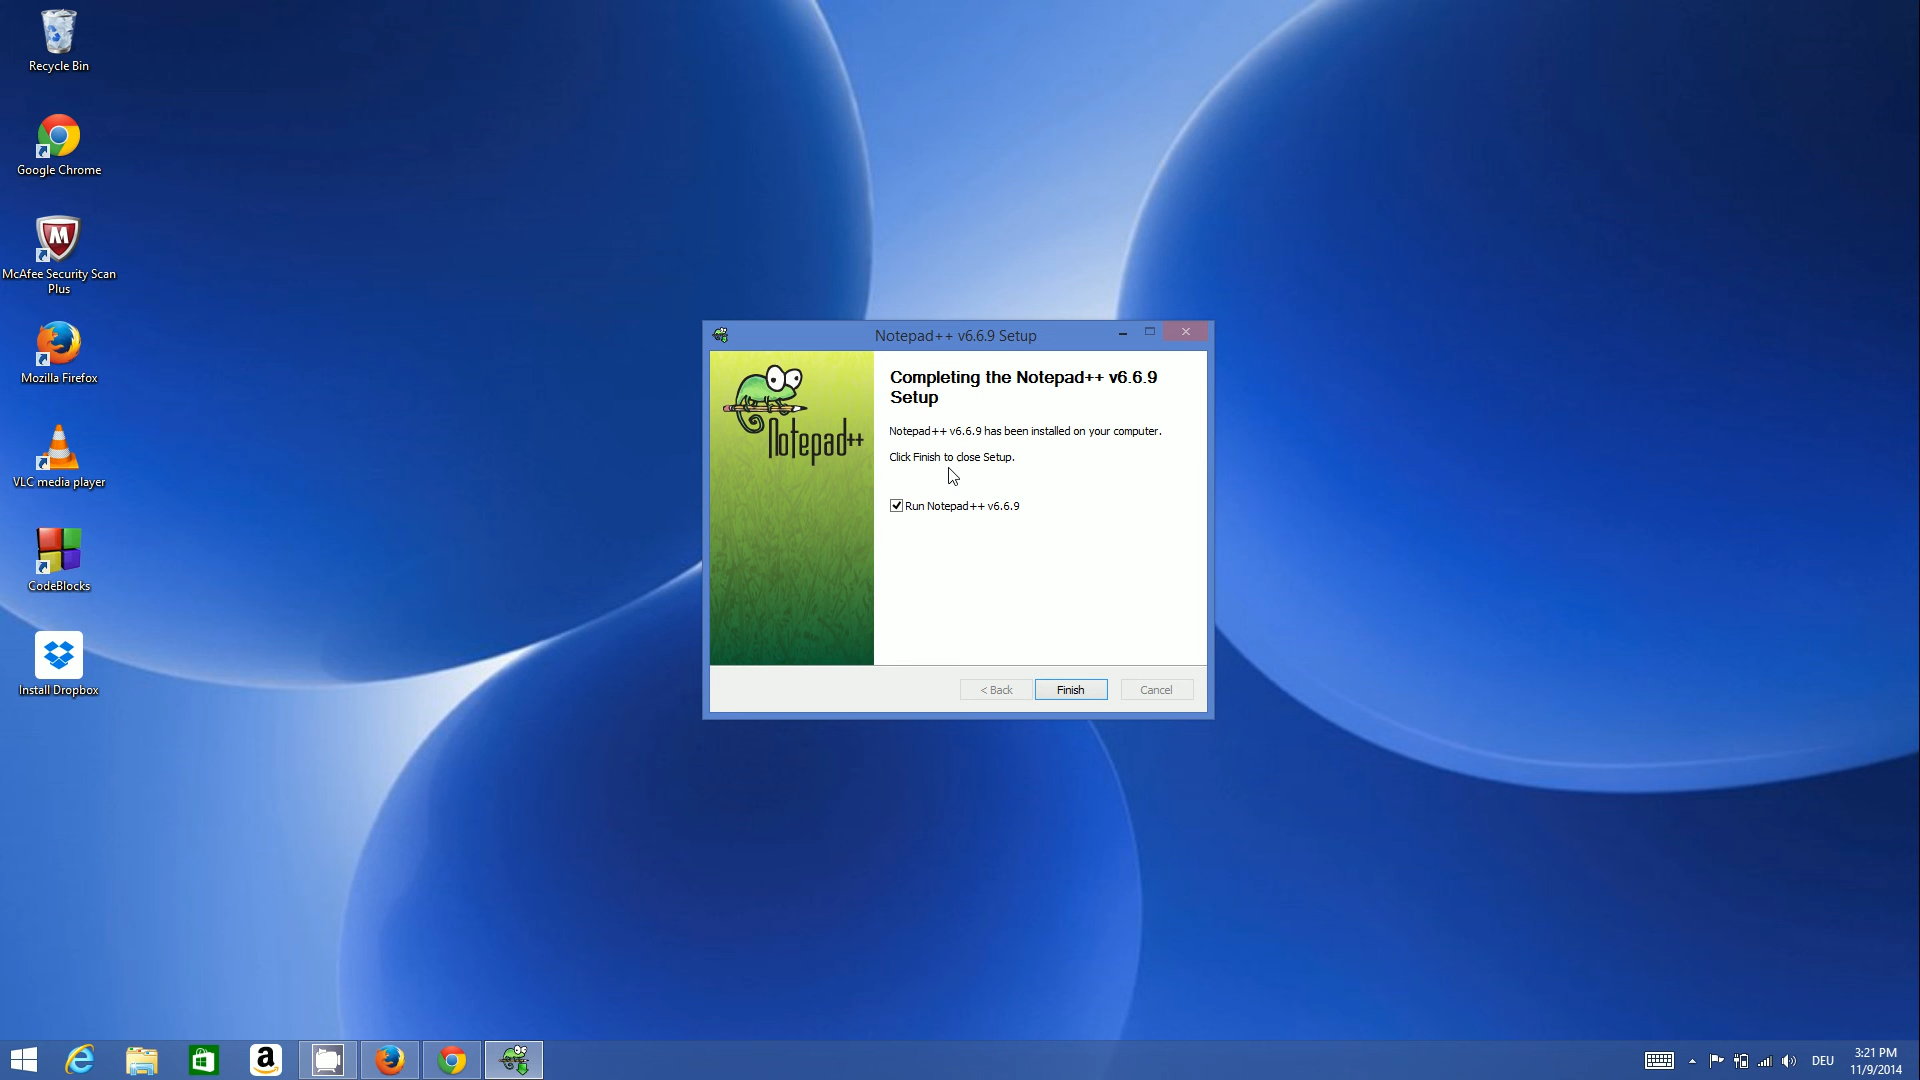 Recycle Bin
Google Chrome
McAfee Security Scan
Plus
Mozilla Firefox
VLC media player
CodeBlocks
Install Dropbox
Notepad++ v6.6.9 Setup
Notepad++
Completing the Notepad++ v6.6.9
Setup
Notepad++ v6.6.9 has been installed on your computer.
Click Finish to close Setup.
Run Notepad++ v6.6.9
< Back
Finish
Cancel
DEU
3:21 PM
11/9/2014